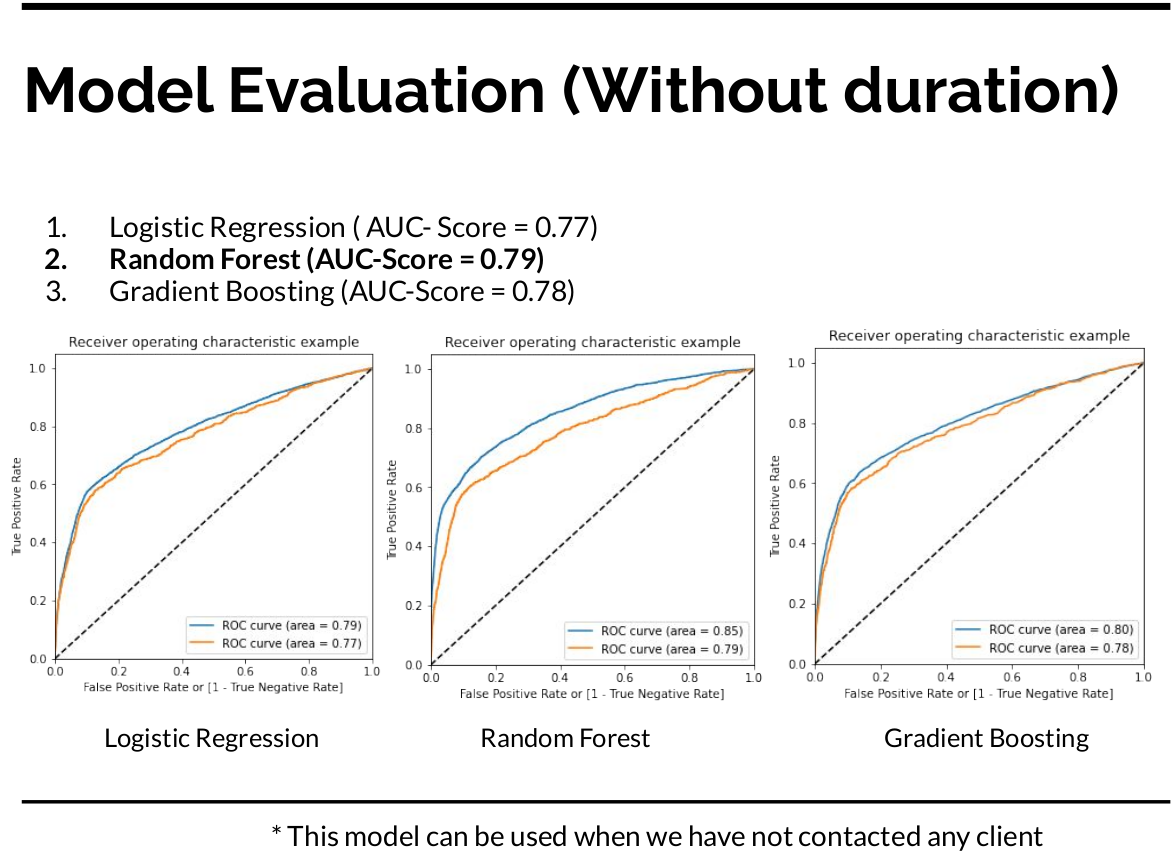 Model Evaluation (Without duration)
1. Logistic Regression ( AUC- Score = 0.77)
2. Random Forest (AUC-Score = 0.79)
3. Gradient Boosting (AUC-Score = 0.78)
Receiver operating characteristic example
True Positive Rate
1.0
0.8
0.6
0.4
0.2
0.0
ROC curve (area = 0.79)
ROC curve (area = 0.77)
0.0 0.2 0.4 0.6 0.8 1.0
False Positive Rate or [1 - True Negative Rate]
Logistic Regression
Receiver operating characteristic example
True Positive Rate
1.0
0.8
0.6
0.4
0.2
0.0
ROC curve (area = 0.85)
ROC curve (area = 0.79)
0.0 0.2 0.4 0.6 0.8 1.0
False Positive Rate or [1 - True Negative Rate]
Random Forest
Receiver operating characteristic example
True Positive Rate
1.0
0.8
0.6
0.4
0.2
0.0
ROC curve (area = 0.80)
ROC curve (area = 0.78)
0.0 0.2 0.4 0.6 0.8 1.0
False Positive Rate or [1 - True Negative Rate]
Gradient Boosting
* This model can be used when we have not contacted any client